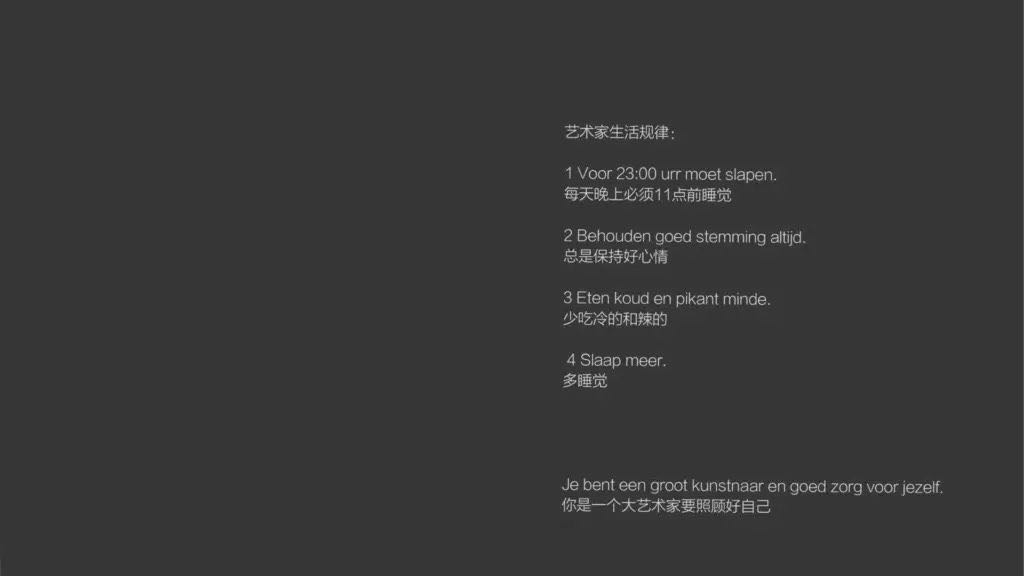 艺术家生活规律：
1 Voor 23:00 urr moet slapen.
每天晚上必须11点前睡觉
2 Behouden goed stemming altijd.
总是保持好心情
3 Eten koud en pikant minde.
少吃冷的和辣的
4 Slaap meer.
多睡觉
Je bent een groot kunstnaar en goed zorg voor jezelf.
你是一个大艺术家要照顾好自己